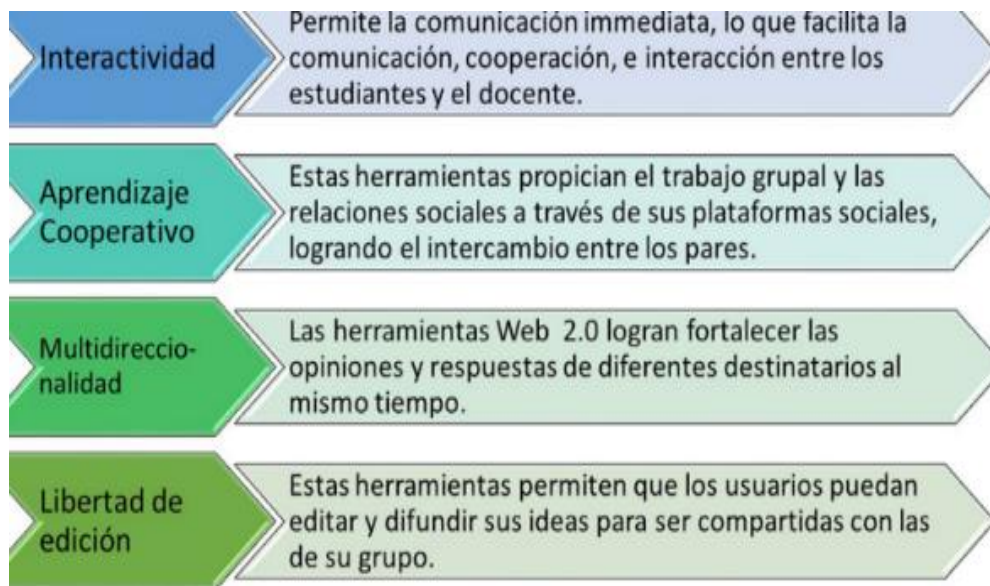 Interactividad
Permite la comunicación immediata, lo que facilita la
comunicación, cooperación, e interacción entre los
estudiantes y el docente.
Aprendizaje
Cooperativo
Estas herramientas propician el trabajo grupal y las
relaciones sociales a través de sus plataformas sociales,
logrando el intercambio entre los pares.
Multidireccio-
nalidad
Las herramientas Web 2.0 logran fortalecer las
opiniones y respuestas de diferentes destinatarios al
mismo tiempo.
Libertad de
edición
Estas herramientas permiten que los usuarios puedan
editar y difundir sus ideas para ser compartidas con las
de su grupo.